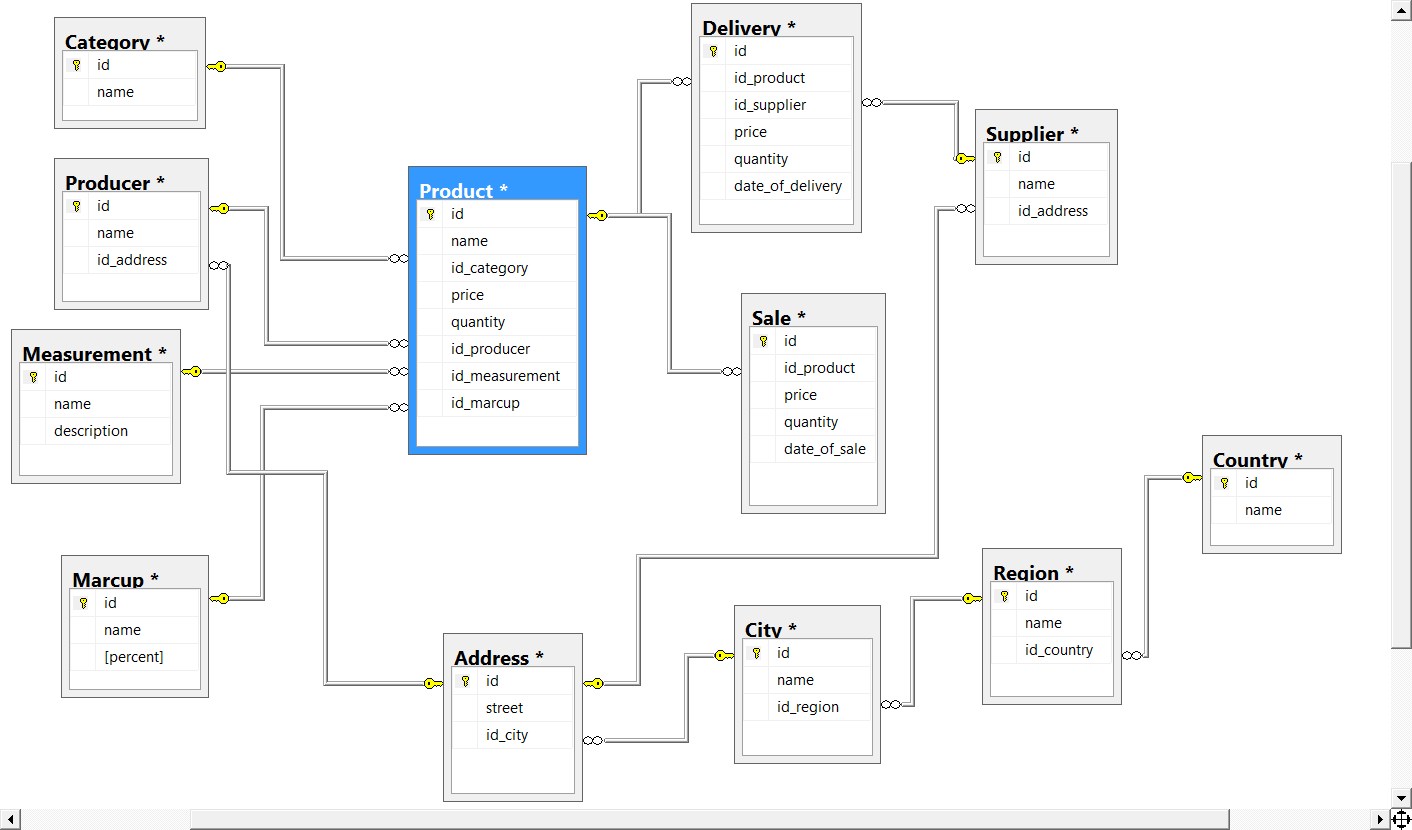 Category *
id
name
Producer *
id
name
id_address
Measurement *
id
name
description
Marcup *
id
name
[percent]
Product *
id
name
id_category
price
quantity
id_producer
id_measurement
id_marcup
Address *
id
street
id_city
Delivery *
id
id_product
id_supplier
price
quantity
date_of_delivery
Sale *
id
id_product
price
quantity
date_of_sale
City *
id
name
id_region
Supplier *
id
name
id_address
Region *
id
name
id_country
Country *
id
name